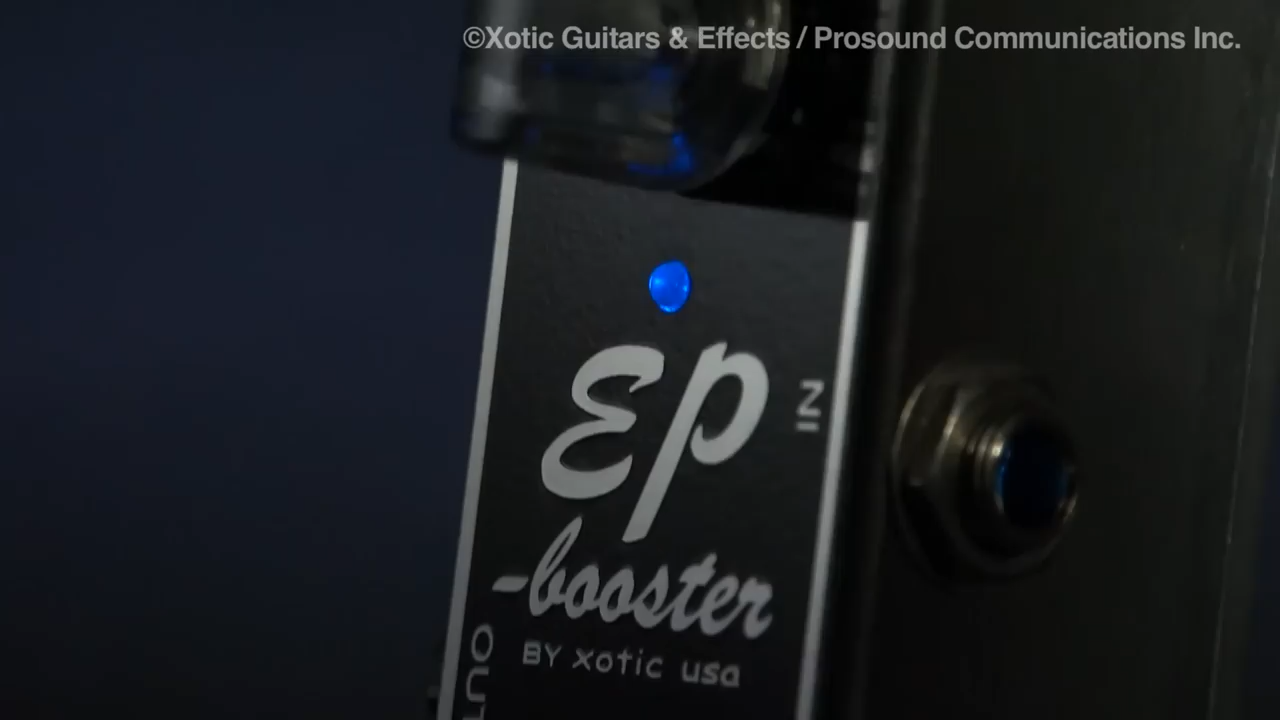 ©Xotic Guitars & Effects / Prosound Communications Inc.
EP
IN
-booster
BY xotic usa
OUT